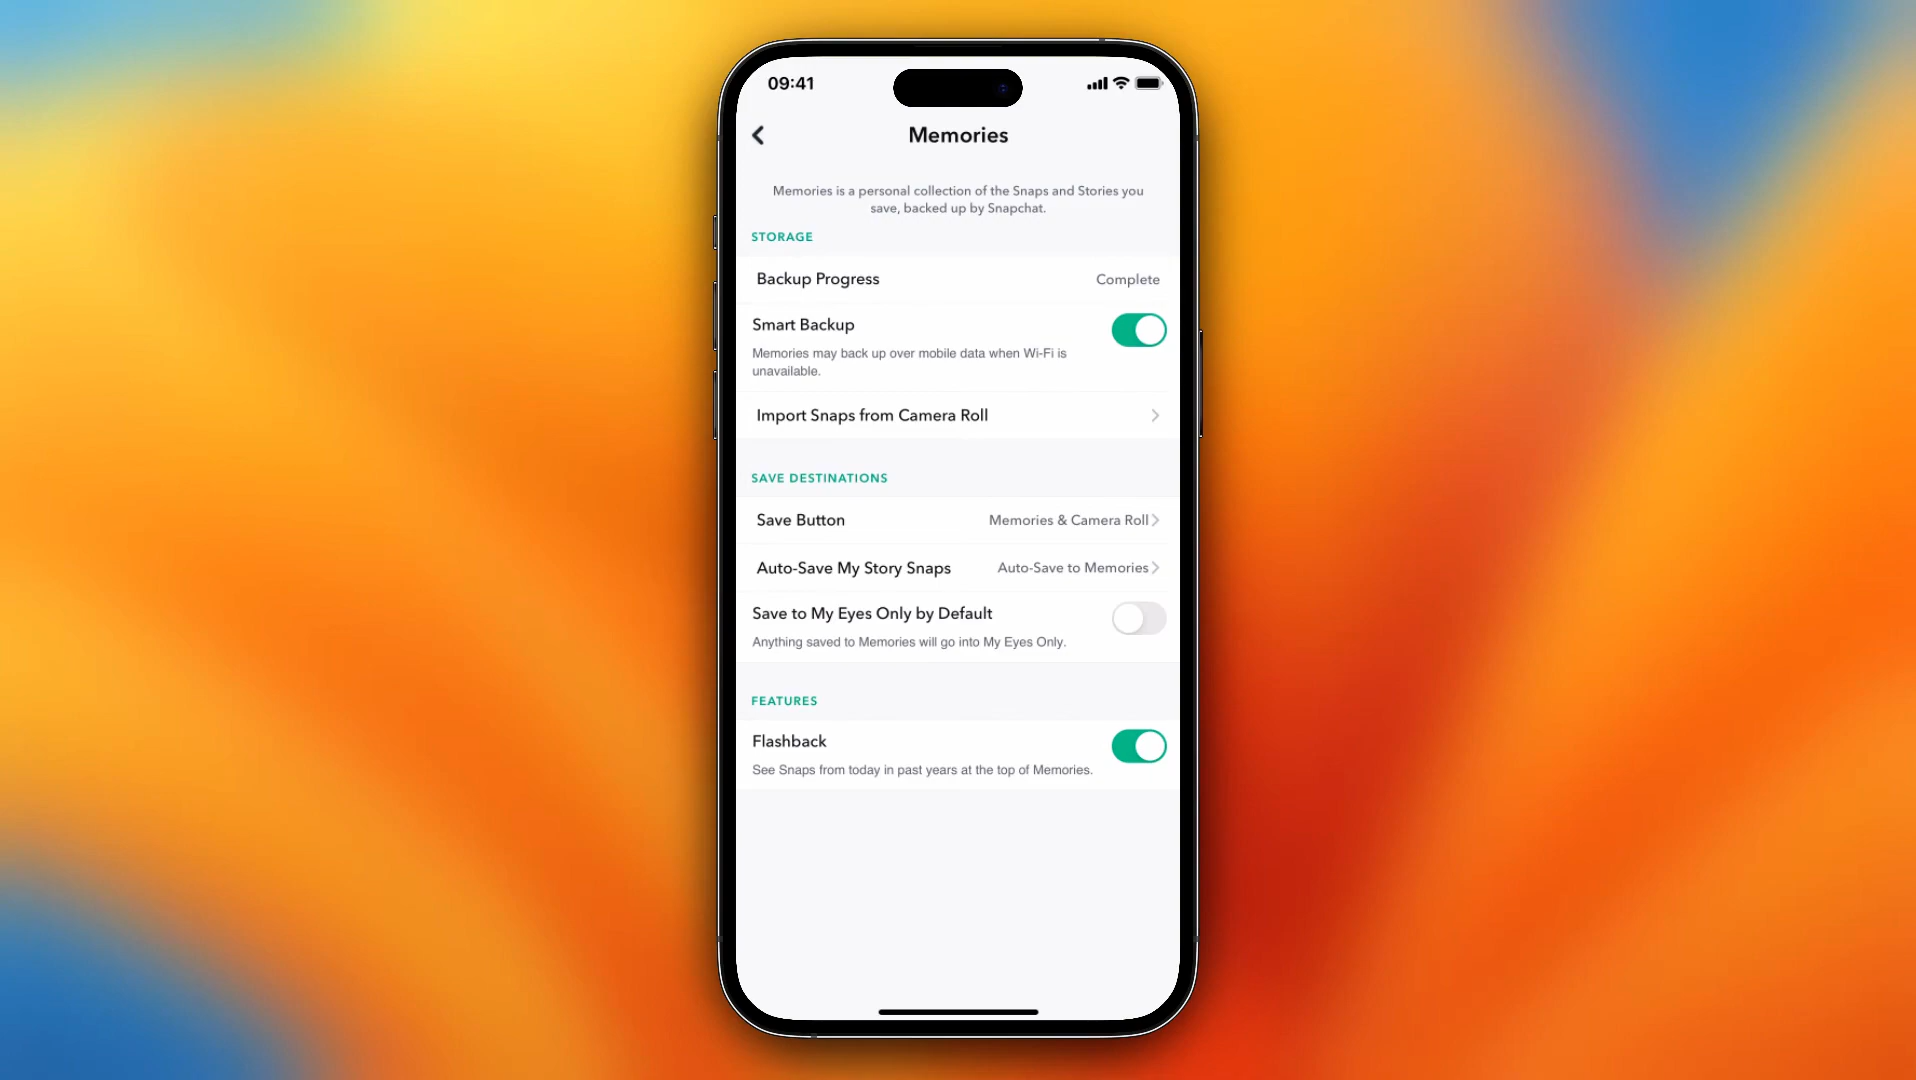 09:41
Memories
Memories is a personal collection of the Snaps and Stories you
save, backed up by Snapchat.
STORAGE
Backup Progress Complete
Smart Backup
Memories may back up over mobile data when Wi-Fi is
unavailable.
Import Snaps from Camera Roll
SAVE DESTINATIONS
Save Button Memories & Camera Roll
Auto-Save My Story Snaps Auto-Save to Memories
Save to My Eyes Only by Default
Anything saved to Memories will go into My Eyes Only.
FEATURES
Flashback
See Snaps from today in past years at the top of Memories.